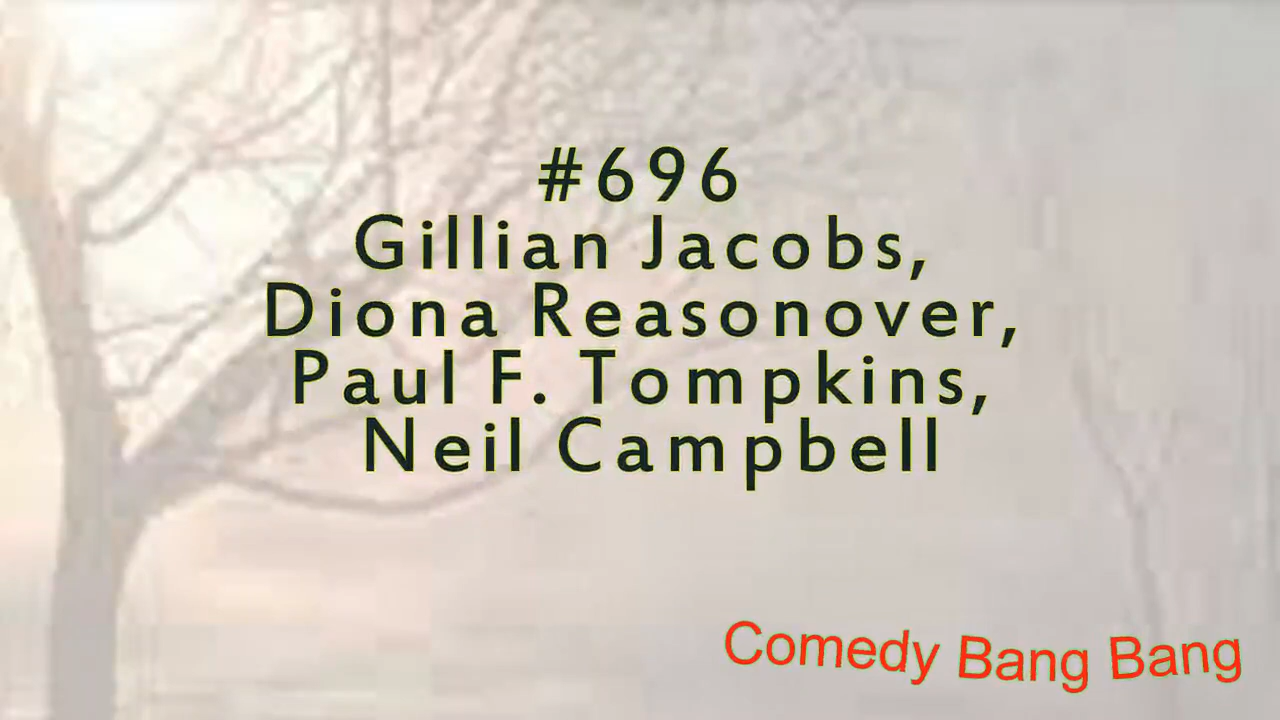 #696
Gillian Jacobs,
Diona Reasonover,
Paul F. Tompkins,
Neil Campbell
Comedy Bang Bang